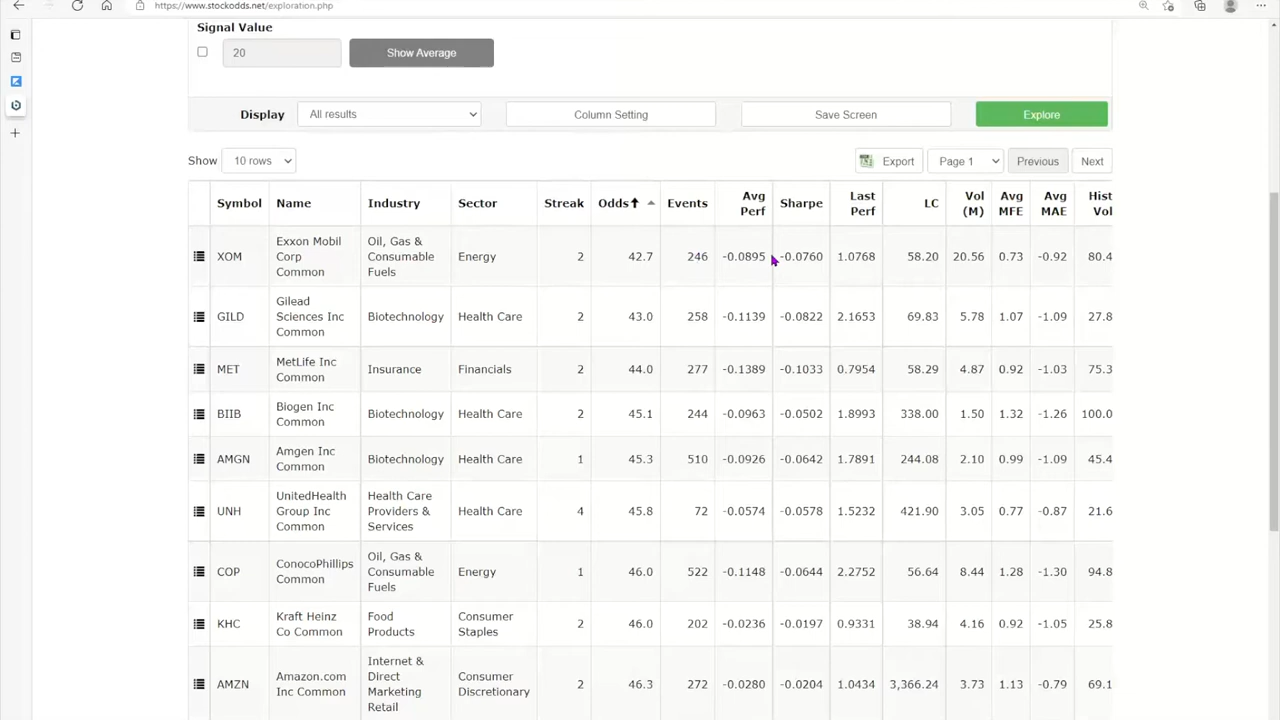 https://www.stockodds.net/exploration.php
Signal Value
20
Show Average
Display
All results
Column Setting
Save Screen
Explore
Show
10 rows
Export
Page 1
Previous
Next
Symbol Name Industry Sector Streak Odds Events Avg Perf Sharpe Last Perf LC Vol (M) Avg MFE Avg MAE Hist Vol
XOM Exxon Mobil Corp Common Oil, Gas & Consumable Fuels Energy 2 42.7 246 -0.0895 -0.0760 1.0768 58.20 20.56 0.73 -0.92 80.4
GILD Gilead Sciences Inc Common Biotechnology Health Care 2 43.0 258 -0.1139 -0.0822 2.1653 69.83 5.78 1.07 -1.09 27.8
MET MetLife Inc Common Insurance Financials 2 44.0 277 -0.1389 -0.1033 0.7954 58.29 4.87 0.92 -1.03 75.3
BIIB Biogen Inc Common Biotechnology Health Care 2 45.1 244 -0.0963 -0.0502 1.8993 338.00 1.50 1.32 -1.26 100.0
AMGN Amgen Inc Common Biotechnology Health Care 1 45.3 510 -0.0926 -0.0642 1.7891 244.08 2.10 0.99 -1.09 45.4
UNH UnitedHealth Group Inc Common Health Care Providers & Services Health Care 4 45.8 72 -0.0574 -0.0578 1.5232 421.90 3.05 0.77 -0.87 21.6
COP ConocoPhillips Common Oil, Gas & Consumable Fuels Energy 1 46.0 522 -0.1148 -0.0644 2.2752 56.64 8.44 1.28 -1.30 94.8
KHC Kraft Heinz Co Common Food Products Consumer Staples 2 46.0 202 -0.0236 -0.0197 0.9331 38.94 4.16 0.92 -1.05 25.8
AMZN Amazon.com Inc Common Internet & Direct Marketing Retail Consumer Discretionary 2 46.3 272 -0.0280 -0.0204 1.0434 3,366.24 3.73 1.13 -0.79 69.1